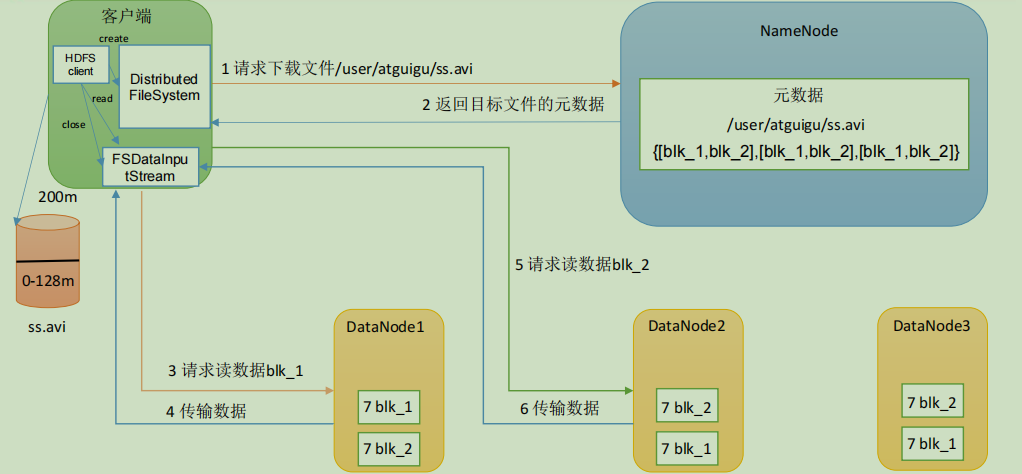 客户端
NameNode
create
HDFS
client
Distributed
FileSystem
read
close
1 请求下载文件/user/atguigu/ss.avi
2 返回目标文件的元数据
元数据
/user/atguigu/ss.avi
{[blk_1,blk_2],[blk_1,blk_2],[blk_1,blk_2]}
FSDataInpu
tStream
200m
0-128m
ss.avi
5 请求读数据blk_2
DataNode1
DataNode2
DataNode3
3 请求读数据blk_1
4 传输数据
6 传输数据
7 blk_1
7 blk_2
7 blk_2
7 blk_1
7 blk_2
7 blk_1